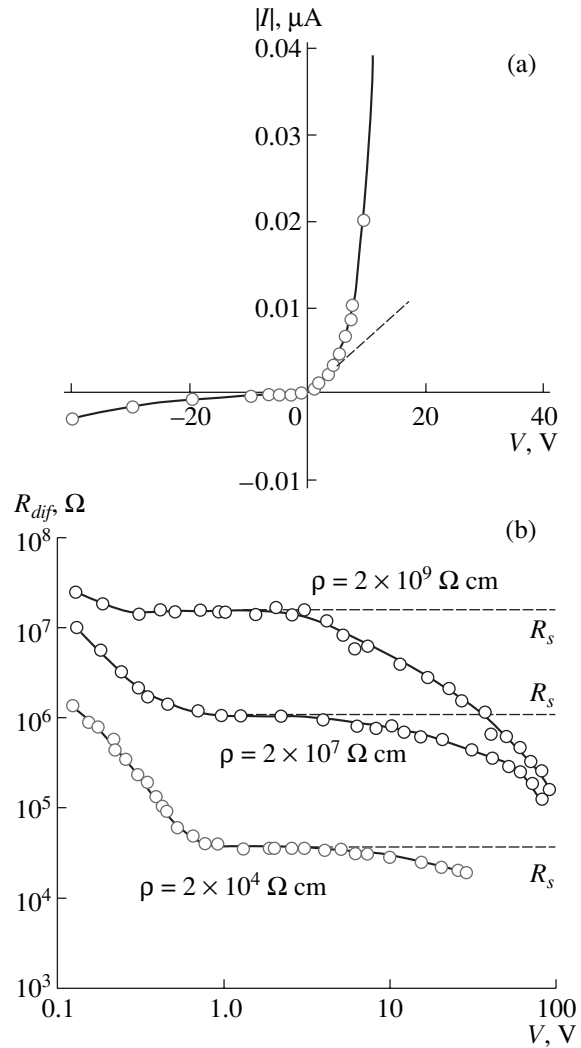 |I|, μA
0.04
(a)
0.03
0.02
0.01
−20
0
20
40
V, V
−0.01
R_dif, Ω
(b)
10^8
ρ = 2 × 10^9 Ω cm
10^7
R_s
R_s
10^6
ρ = 2 × 10^7 Ω cm
10^5
R_s
ρ = 2 × 10^4 Ω cm
10^4
10^3
0.1
1.0
10
100
V, V